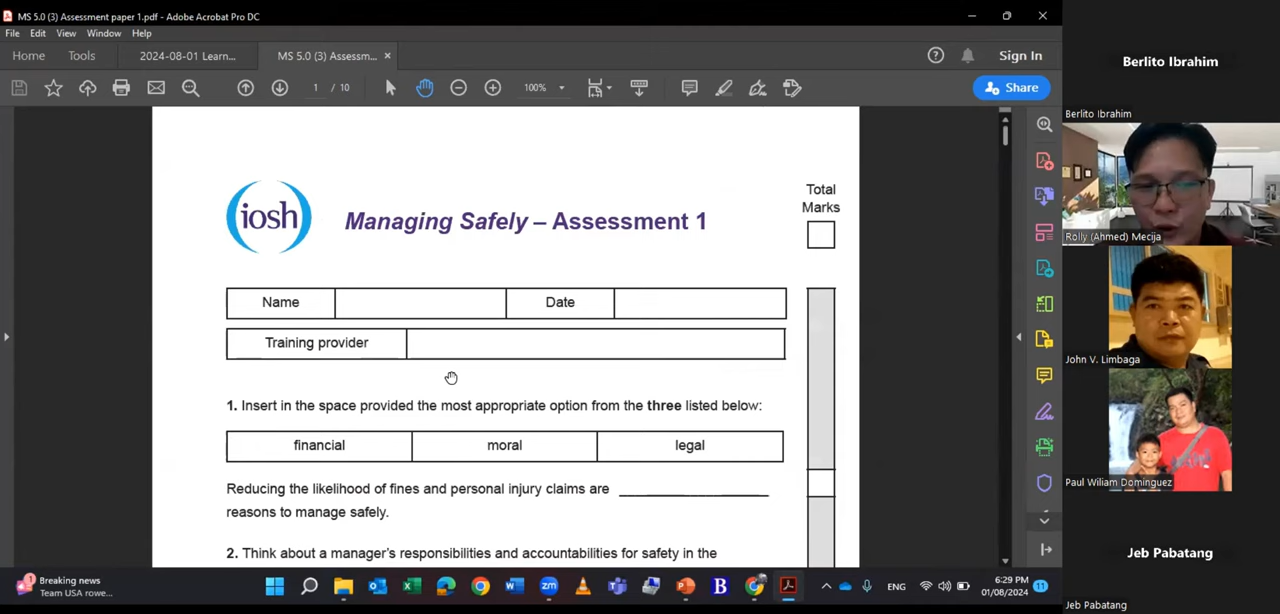 MS 5.0 (3) Assessment paper 1.pdf - Adobe Acrobat Pro DC
File Edit View Window Help
Home Tools 2024-08-01 Learn... MS 5.0 (3) Assessm... × Sign In
1 / 10 100% Share
iosh
Managing Safely – Assessment 1
Total
Marks
Name Date
Training provider
1. Insert in the space provided the most appropriate option from the three listed below:
financial moral legal
Reducing the likelihood of fines and personal injury claims are ____________________
reasons to manage safely.
2. Think about a manager's responsibilities and accountabilities for safety in the
Berlito Ibrahim
Berlito Ibrahim
Rolly (Ahmed) Mecija
John V. Limbaga
Paul Wiliam Dominguez
Jeb Pabatang
Jeb Pabatang
1 Breaking news
Team USA rowe...
zm
B
ENG
6:29 PM
01/08/2024
11